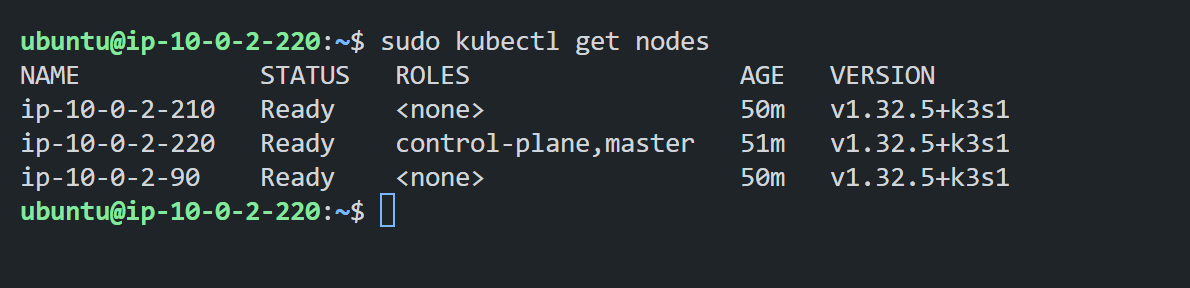 ubuntu@ip-10-0-2-220:~$ sudo kubectl get nodes
NAME            STATUS   ROLES                  AGE   VERSION
ip-10-0-2-210   Ready    <none>                 50m   v1.32.5+k3s1
ip-10-0-2-220   Ready    control-plane,master   51m   v1.32.5+k3s1
ip-10-0-2-90    Ready    <none>                 50m   v1.32.5+k3s1
ubuntu@ip-10-0-2-220:~$